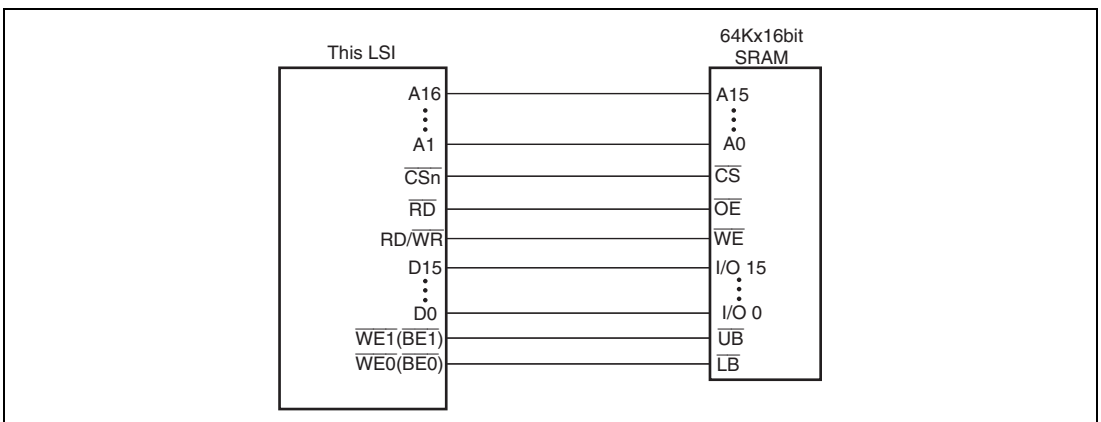 This LSI
64Kx16bit
SRAM
A16
A15
A1
A0
CSn
CS
RD
OE
RD/WR
WE
D15
I/O 15
D0
I/O 0
WE1(BE1)
UB
WE0(BE0)
LB